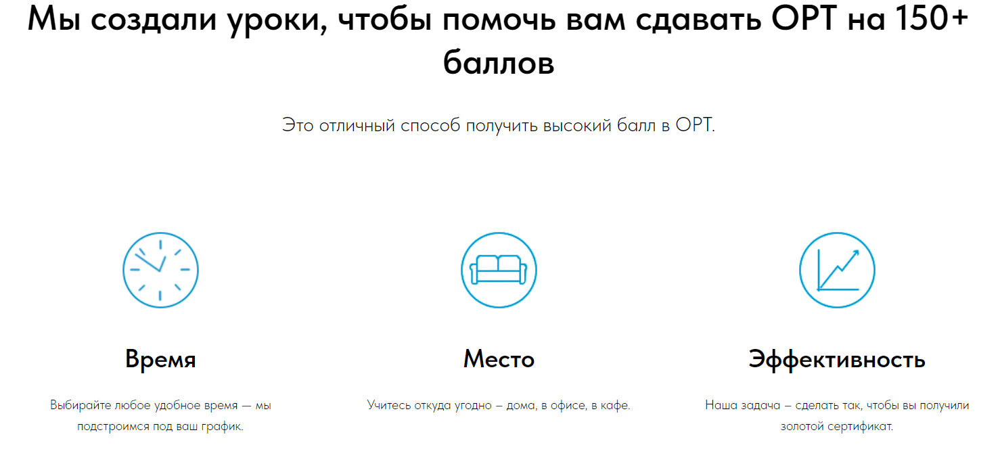 Мы создали уроки, чтобы помочь вам сдавать ОРТ на 150+
баллов
Это отличный способ получить высокий балл в ОРТ.
Время
Выбирайте любое удобное время — мы
подстроимся под ваш график.
Место
Учитесь откуда угодно – дома, в офисе, в кафе.
Эффективность
Наша задача – сделать так, чтобы вы получили
золотой сертификат.